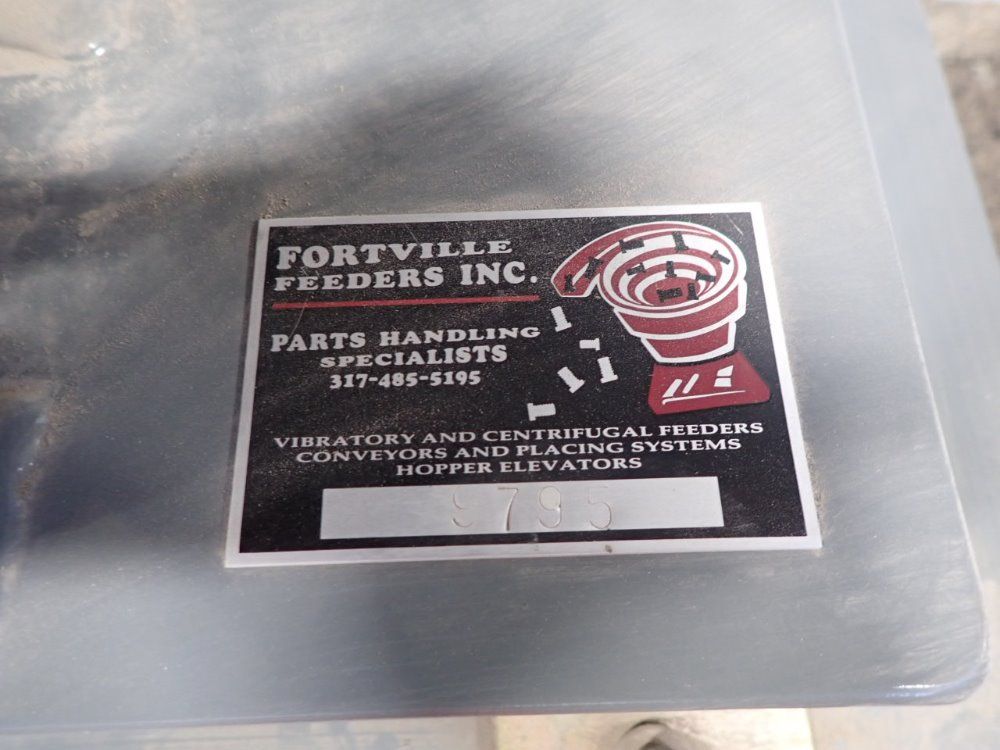 FORTVILLE
FEEDERS INC.
PARTS HANDLING
SPECIALISTS
317-485-5195
VIBRATORY AND CENTRIFUGAL FEEDERS
CONVEYORS AND PLACING SYSTEMS
HOPPER ELEVATORS
9795